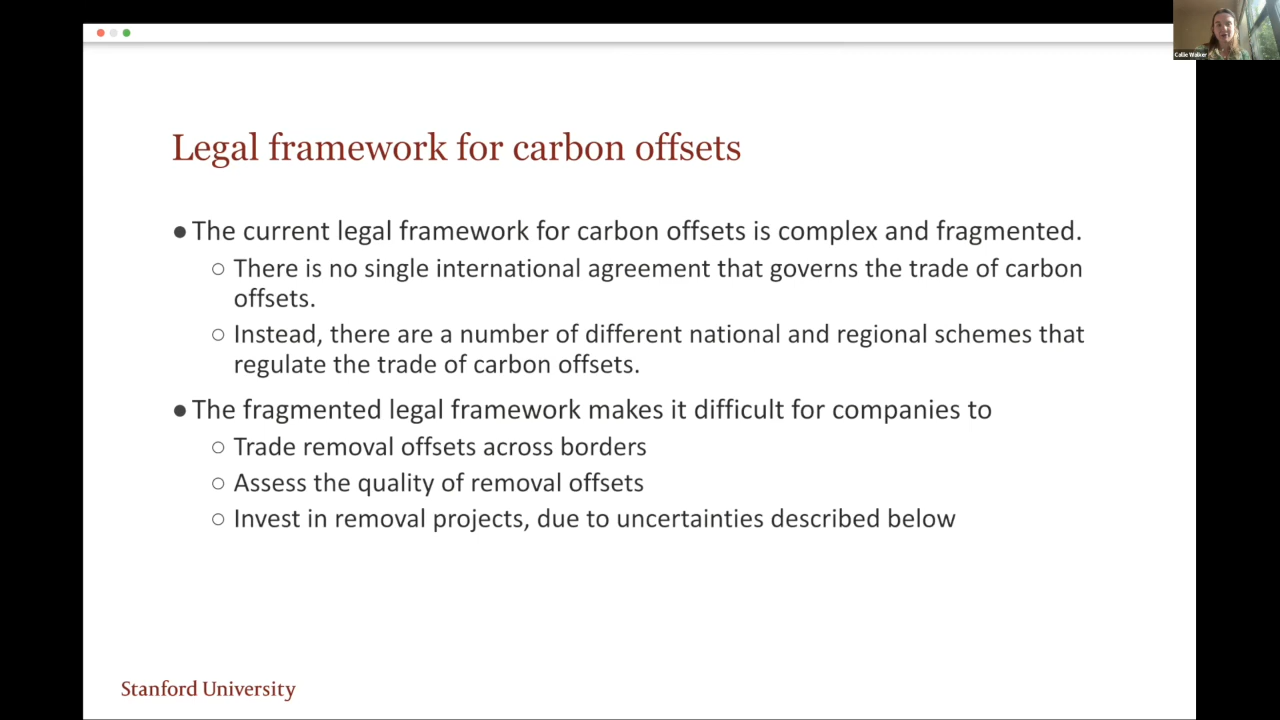 Callie Walker
Legal framework for carbon offsets
● The current legal framework for carbon offsets is complex and fragmented.
○ There is no single international agreement that governs the trade of carbon
offsets.
○ Instead, there are a number of different national and regional schemes that
regulate the trade of carbon offsets.
● The fragmented legal framework makes it difficult for companies to
○ Trade removal offsets across borders
○ Assess the quality of removal offsets
○ Invest in removal projects, due to uncertainties described below
Stanford University